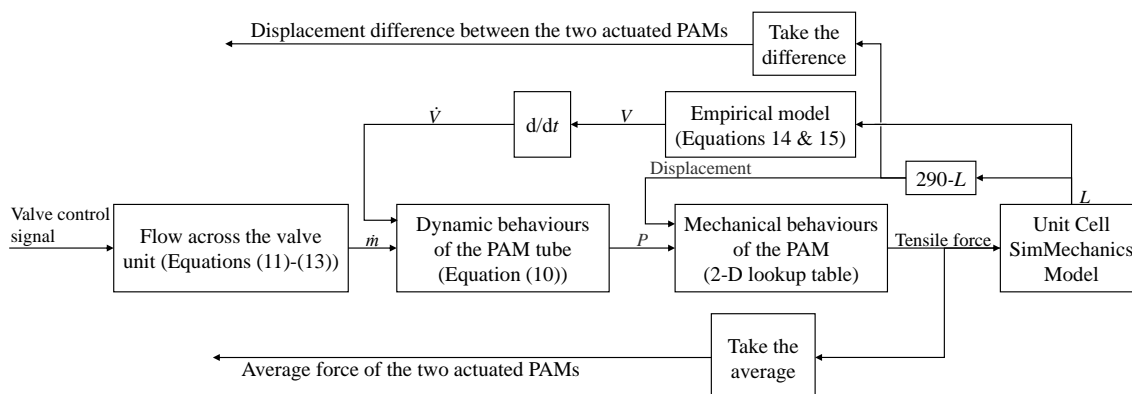 Displacement difference between the two actuated PAMs
Take the
difference
V̇
d/dt
V
Empirical model
(Equations 14 & 15)
Displacement
290-L
Valve control
signal
Flow across the valve
unit (Equations (11)-(13))
ṁ
Dynamic behaviours
of the PAM tube
(Equation (10))
P
Mechanical behaviours
of the PAM
(2-D lookup table)
Tensile force
L
Unit Cell
SimMechanics
Model
Take the
average
Average force of the two actuated PAMs